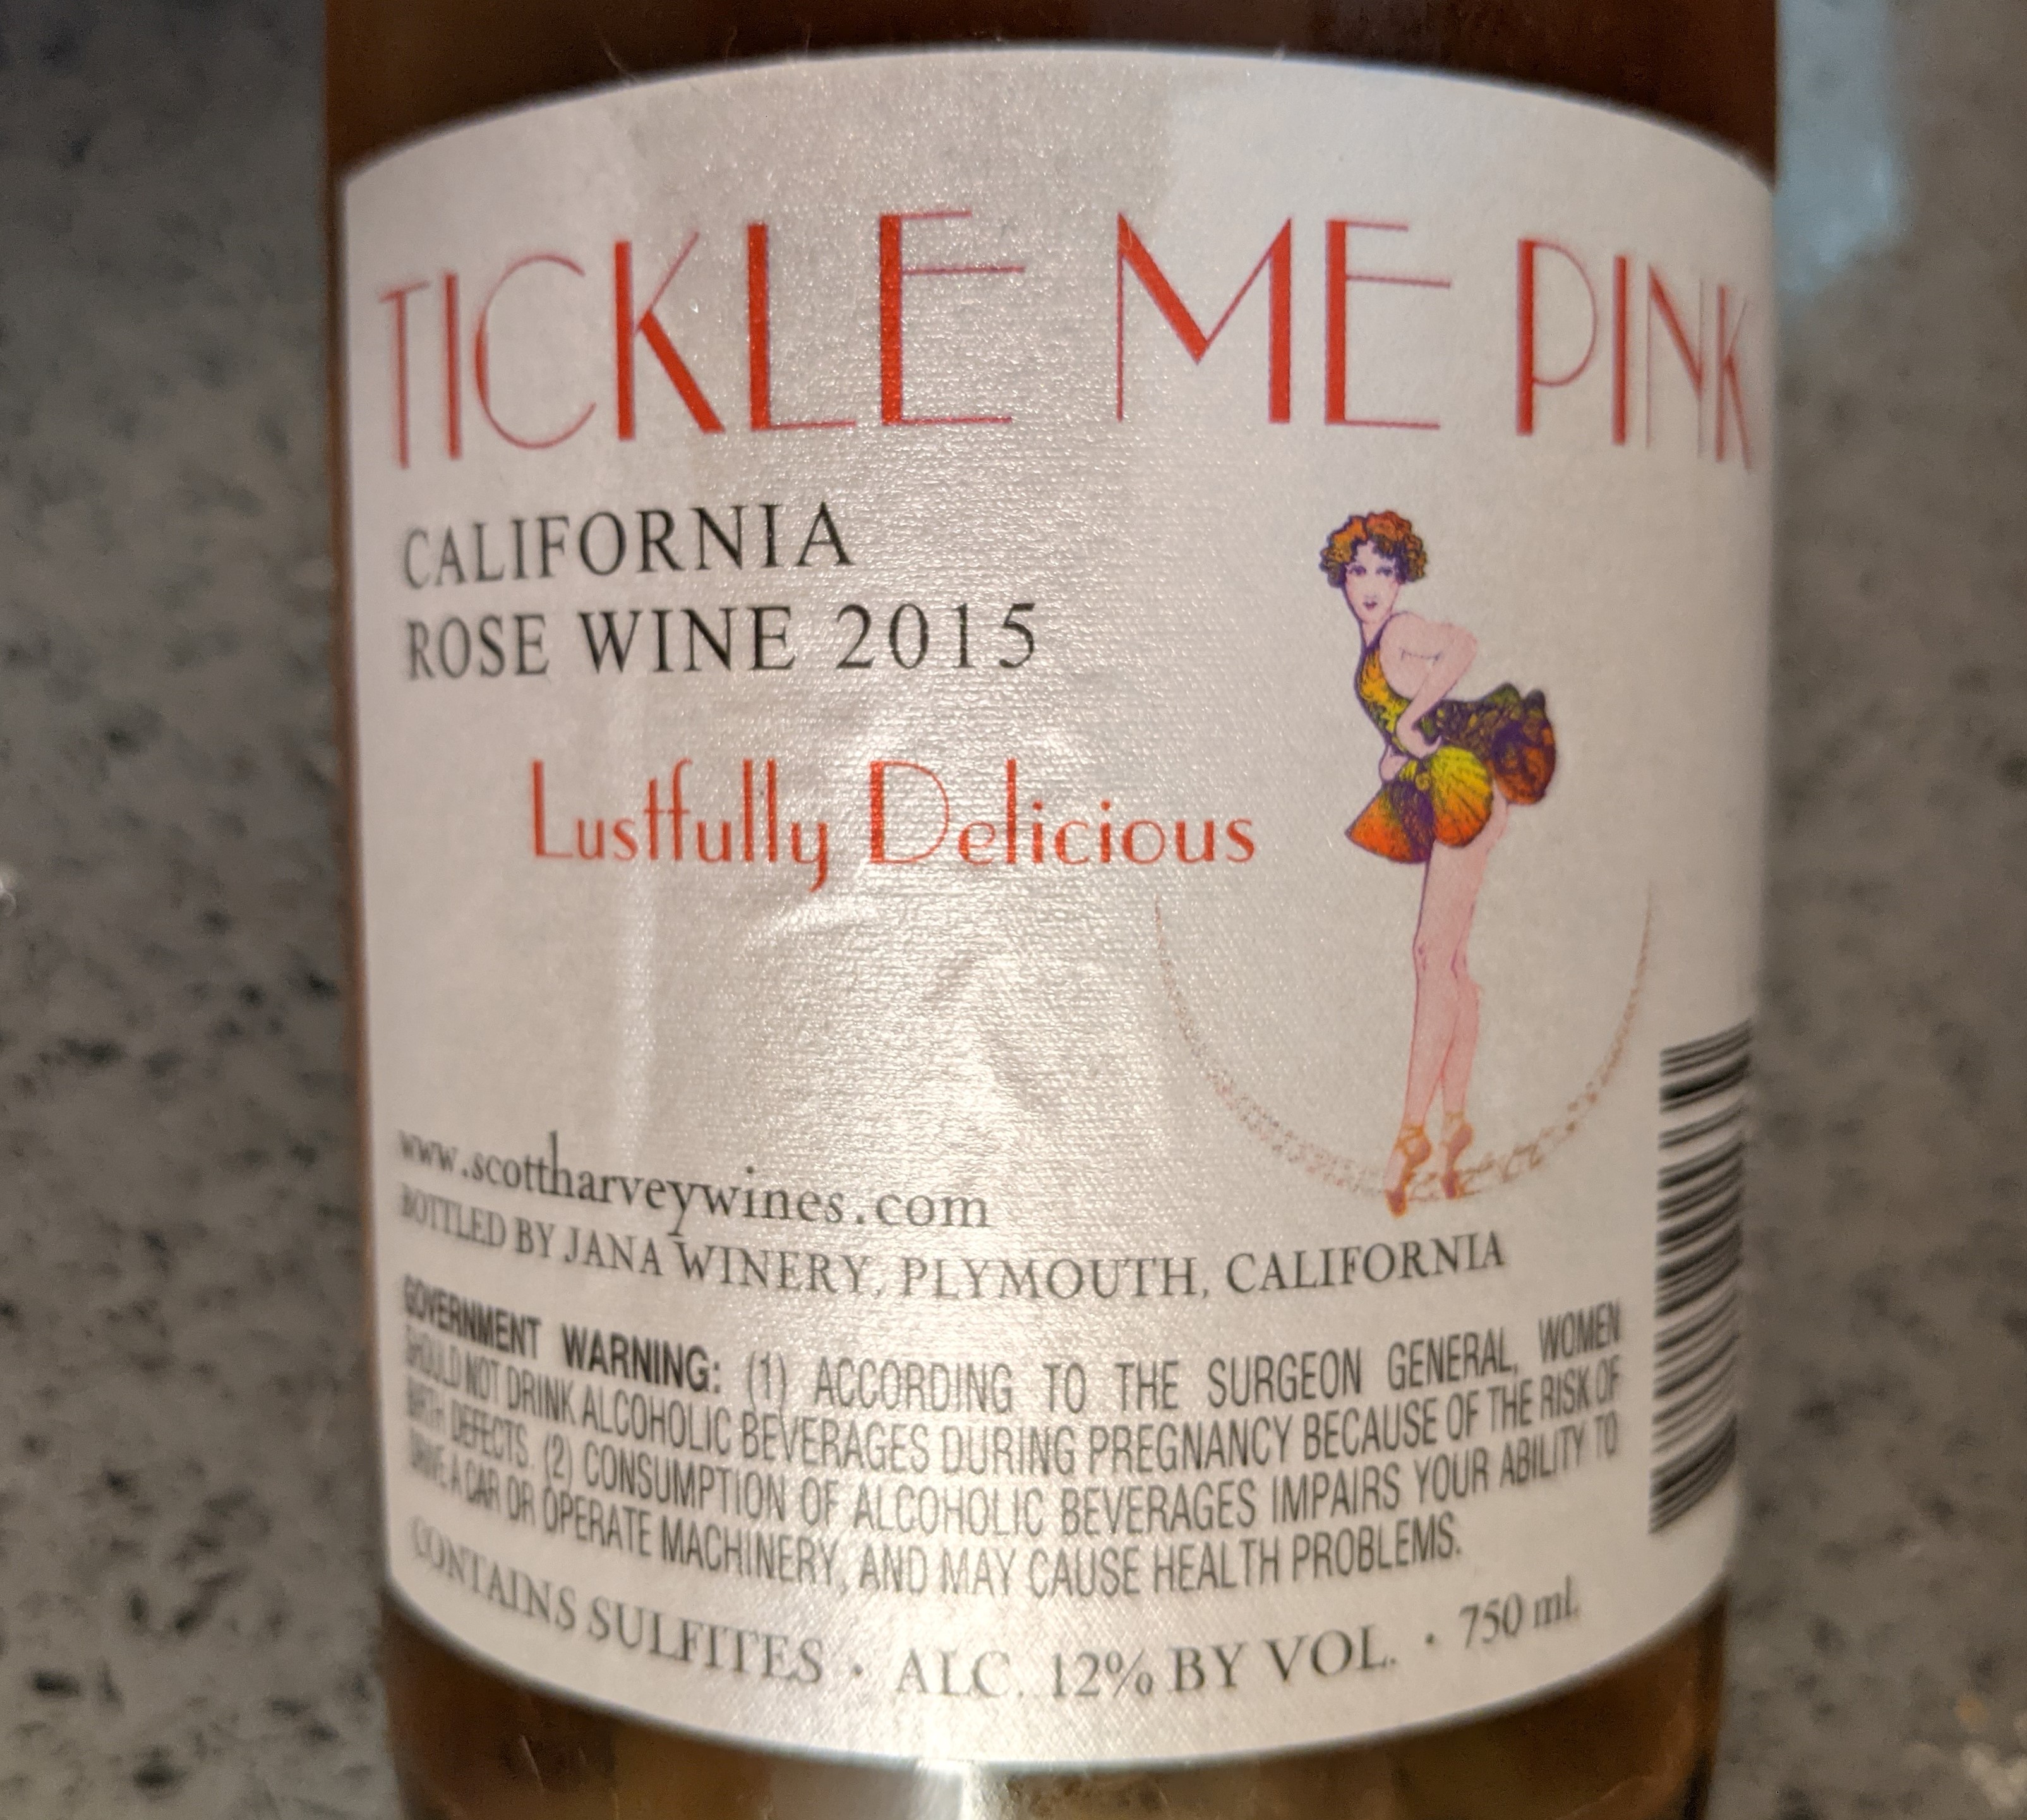 TICKLE ME PINK
CALIFORNIA
ROSE WINE 2015
Lustfully Delicious
www.scottharveywines.com
BOTTLED BY JANA WINERY, PLYMOUTH, CALIFORNIA
GOVERNMENT WARNING: (1) ACCORDING TO THE SURGEON GENERAL, WOMEN
SHOULD NOT DRINK ALCOHOLIC BEVERAGES DURING PREGNANCY BECAUSE OF THE RISK OF
BIRTH DEFECTS. (2) CONSUMPTION OF ALCOHOLIC BEVERAGES IMPAIRS YOUR ABILITY TO
DRIVE A CAR OR OPERATE MACHINERY, AND MAY CAUSE HEALTH PROBLEMS.
CONTAINS SULFITES • ALC. 12% BY VOL. • 750 mL